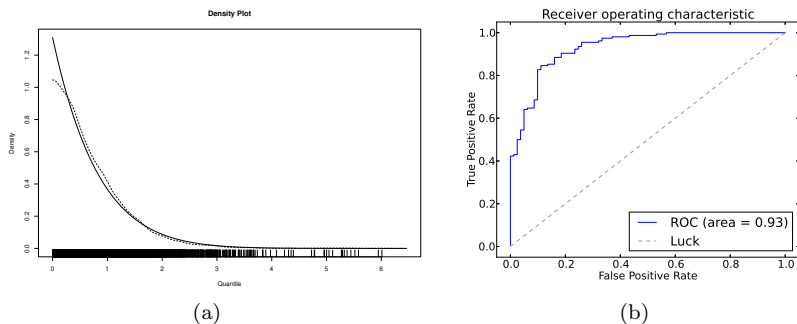 Density Plot
Density
0.0
0.2
0.4
0.6
0.8
1.0
1.2
0
1
2
3
4
5
6
Quantile
(a)
Receiver operating characteristic
True Positive Rate
1.0
0.8
0.6
0.4
0.2
0.0
ROC (area = 0.93)
Luck
0.0
0.2
0.4
0.6
0.8
1.0
False Positive Rate
(b)